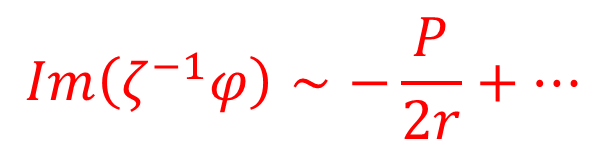 Im(ζ⁻¹φ) ~ − P/2r + ⋯